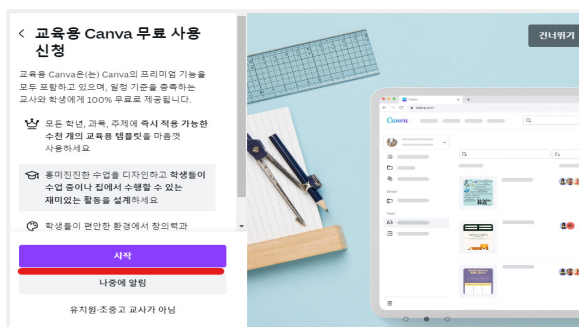 교육용 Canva 무료 사용
신청
교육용 Canva은(는) Canva의 프리미엄 기능을
모두 포함하고 있으며, 일정 기준을 충족하는
교사와 학생에게 100% 무료로 제공됩니다.
모든 학년, 과목, 주제에 즉시 적용 가능한
수천 개의 교육용 템플릿을 마음껏
사용하세요
흥미진진한 수업을 디자인하고 학생들이
수업 중이나 집에서 수행할 수 있는
재미있는 활동을 설계하세요
학생들이 편안한 환경에서 창의력과
시작
나중에 알림
유치원-초중고 교사가 아님
건너뛰기
Canva